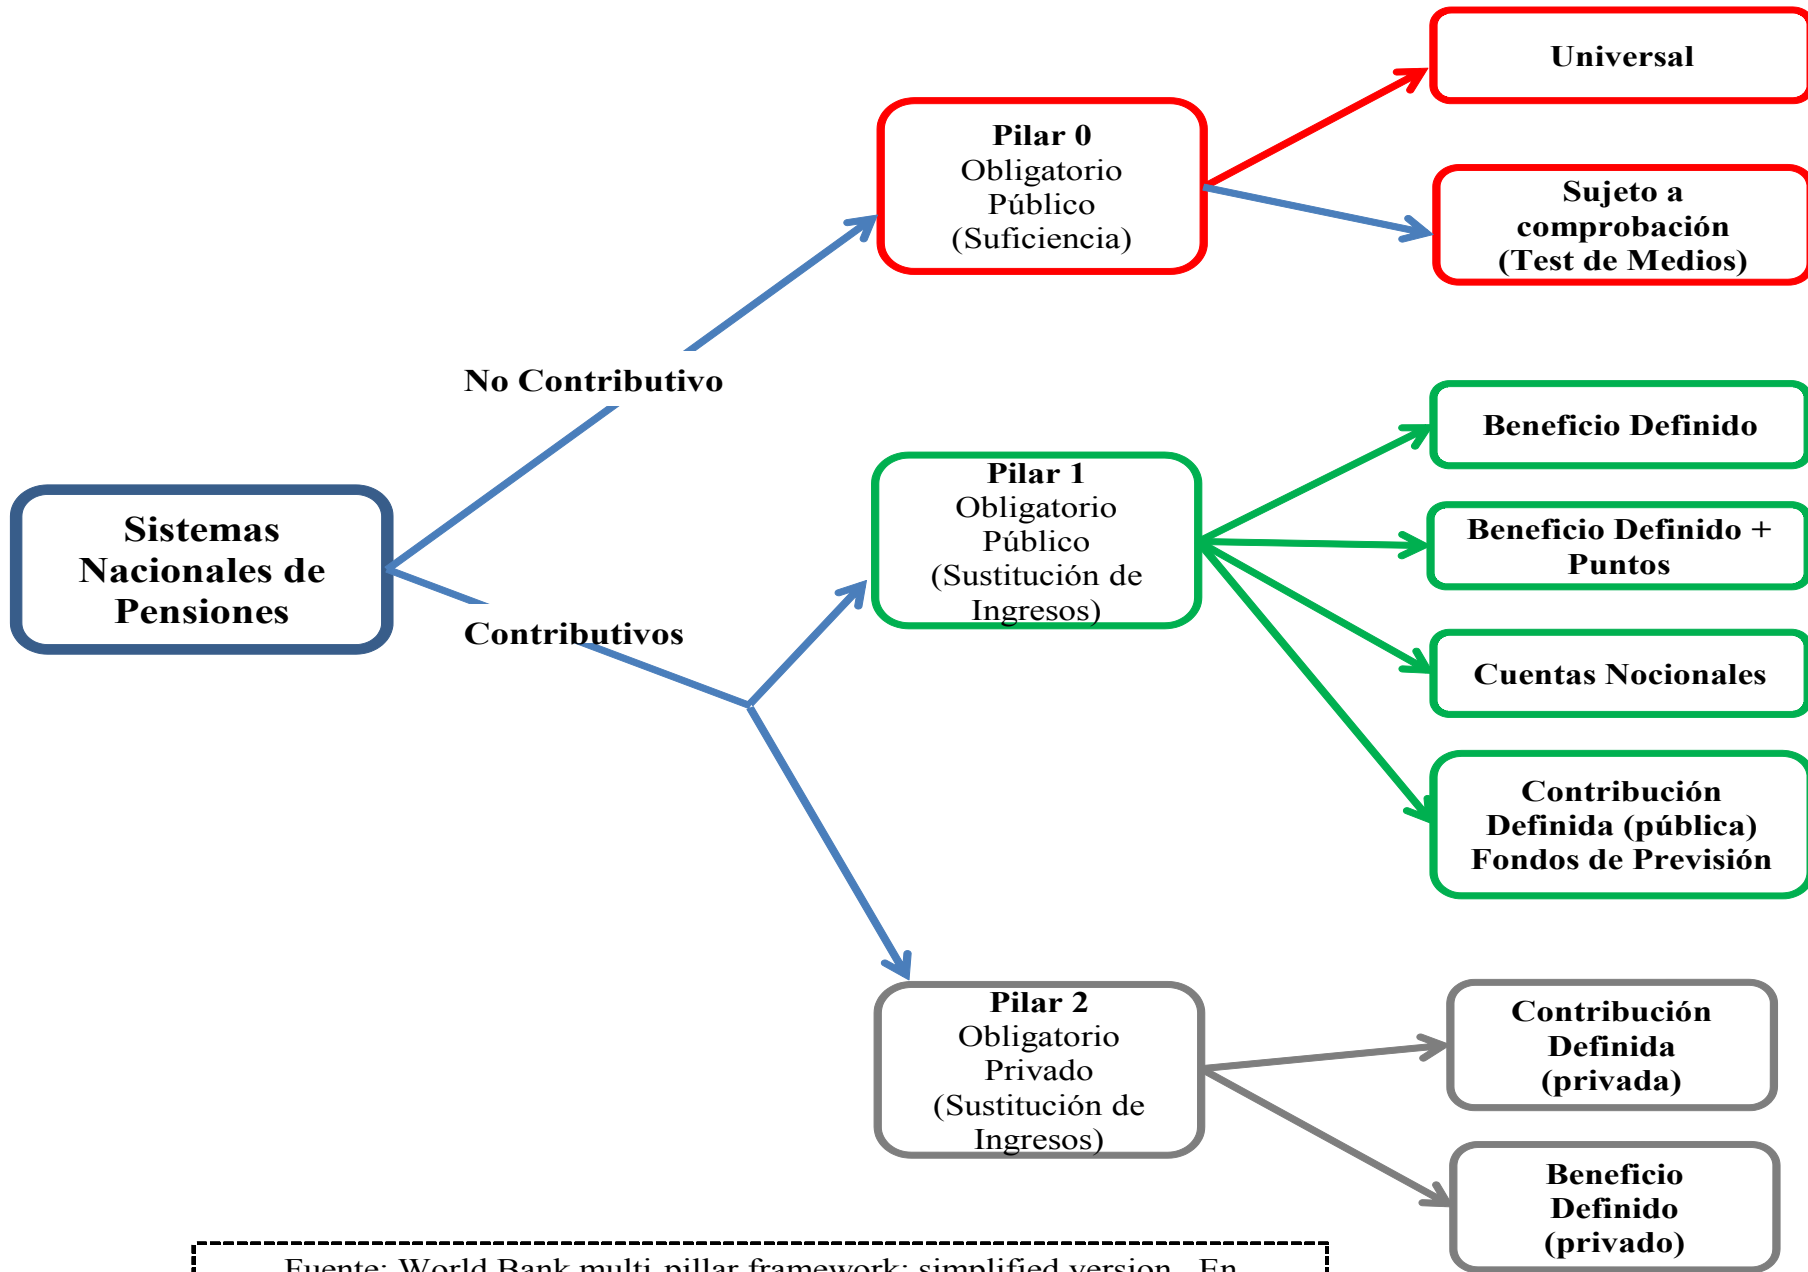 Universal
Pilar 0
Obligatorio
Público
(Suficiencia)
Sujeto a
comprobación
(Test de Medios)
No Contributivo
Sistemas
Nacionales de
Pensiones
Contributivos
Pilar 1
Obligatorio
Público
(Sustitución de
Ingresos)
Beneficio Definido
Beneficio Definido +
Puntos
Cuentas Nocionales
Contribución
Definida (pública)
Fondos de Previsión
Pilar 2
Obligatorio
Privado
(Sustitución de
Ingresos)
Contribución
Definida
(privada)
Beneficio
Definido
(privado)
Fuente: World Bank multi-pillar framework: simplified version. En